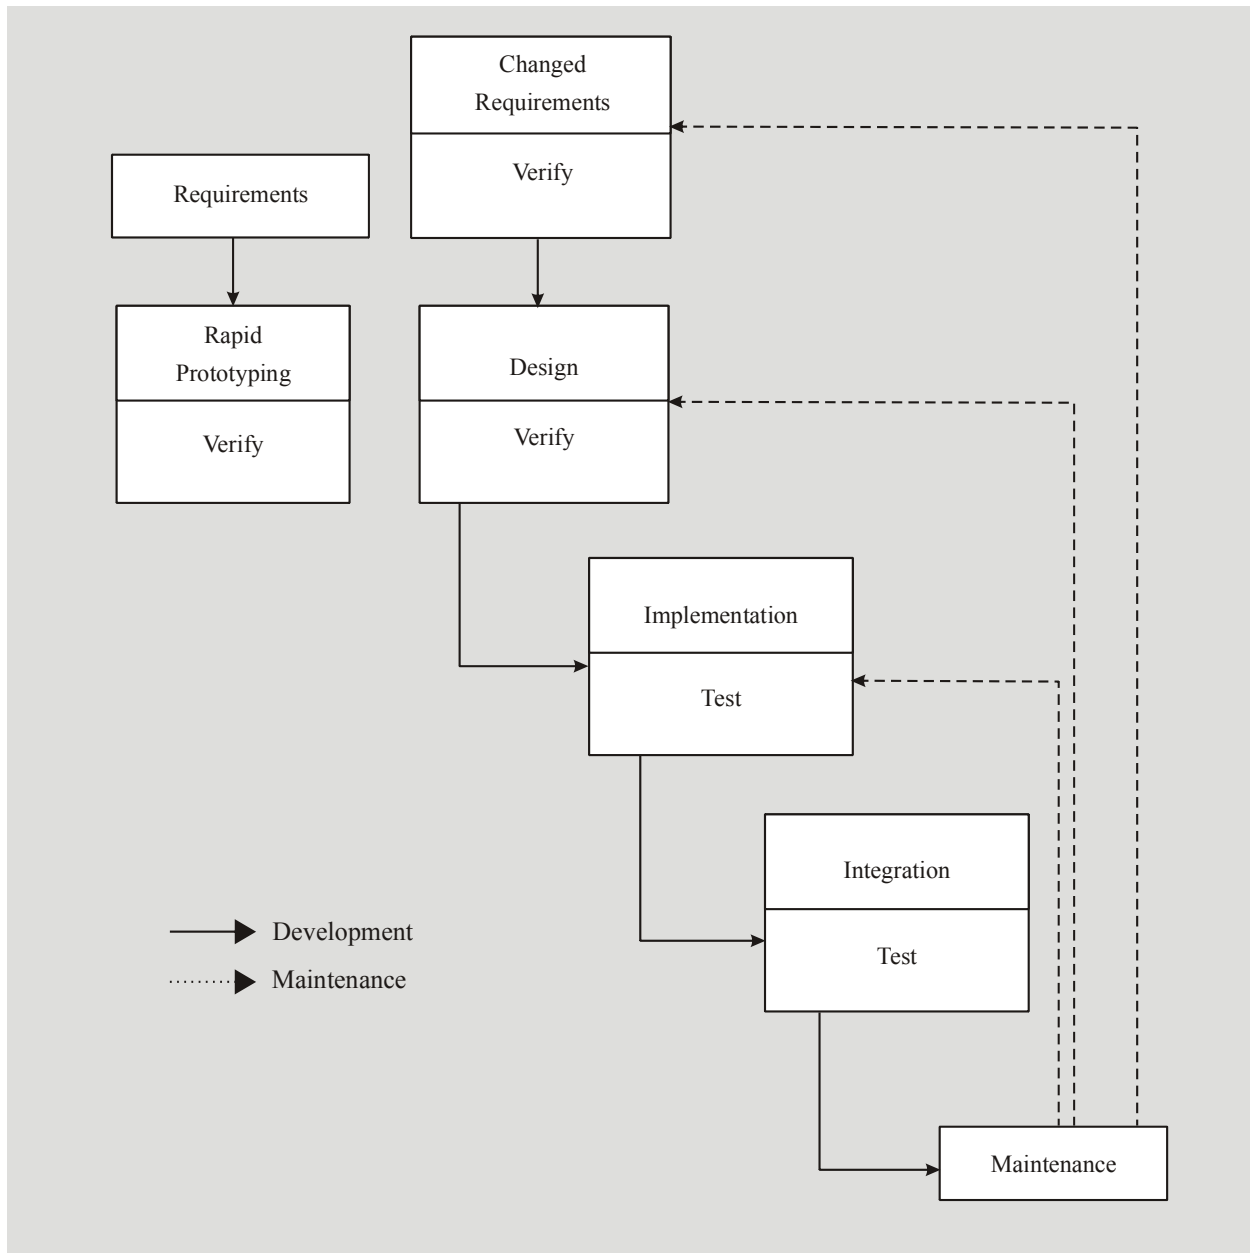 Changed
Requirements
Verify
Requirements
Rapid
Prototyping
Verify
Design
Verify
Implementation
Test
Integration
Test
Development
Maintenance
Maintenance